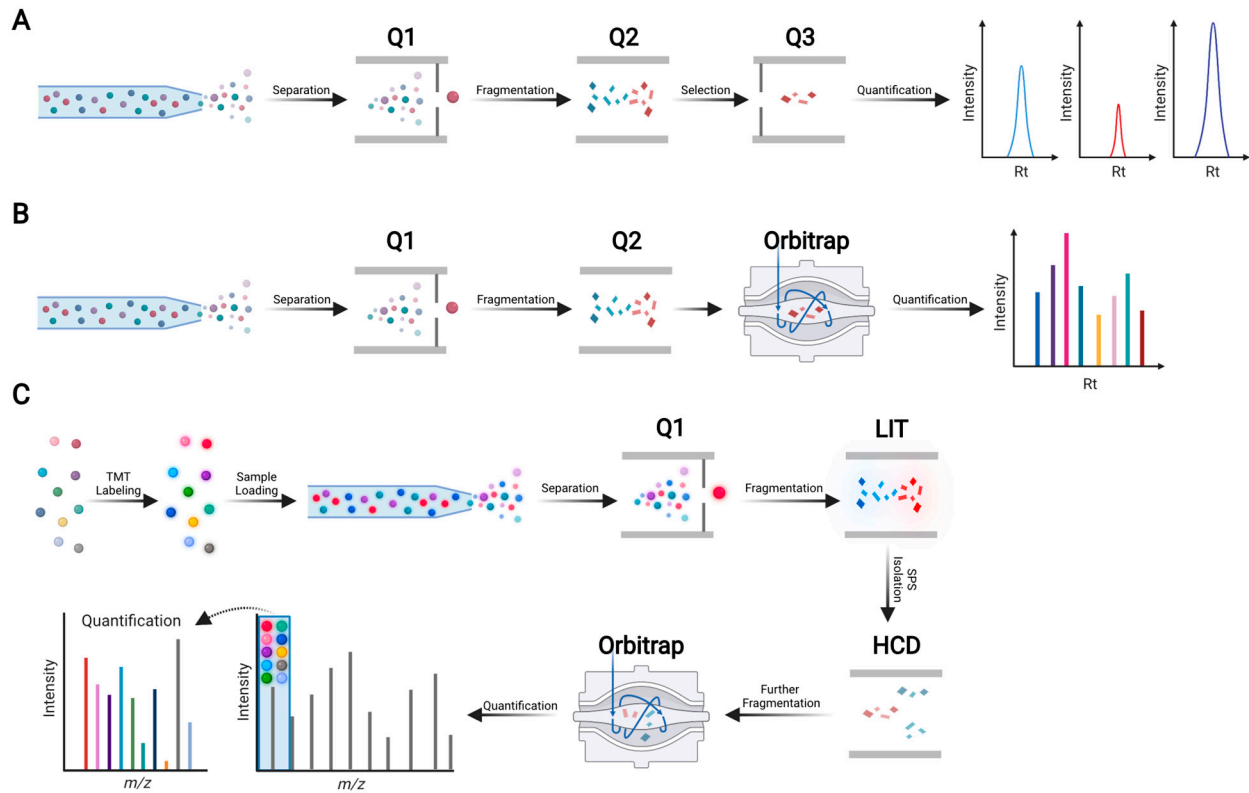 A
Q1
Q2
Q3
Separation
Fragmentation
Selection
Quantification
Intensity
Rt
Intensity
Rt
Intensity
Rt
B
Q1
Q2
Orbitrap
Separation
Fragmentation
Quantification
Intensity
Rt
C
TMT
Labeling
Sample
Loading
Separation
Q1
Fragmentation
LIT
SPS
Isolation
HCD
Further
Fragmentation
Orbitrap
Quantification
Intensity
m/z
Quantification
Intensity
m/z